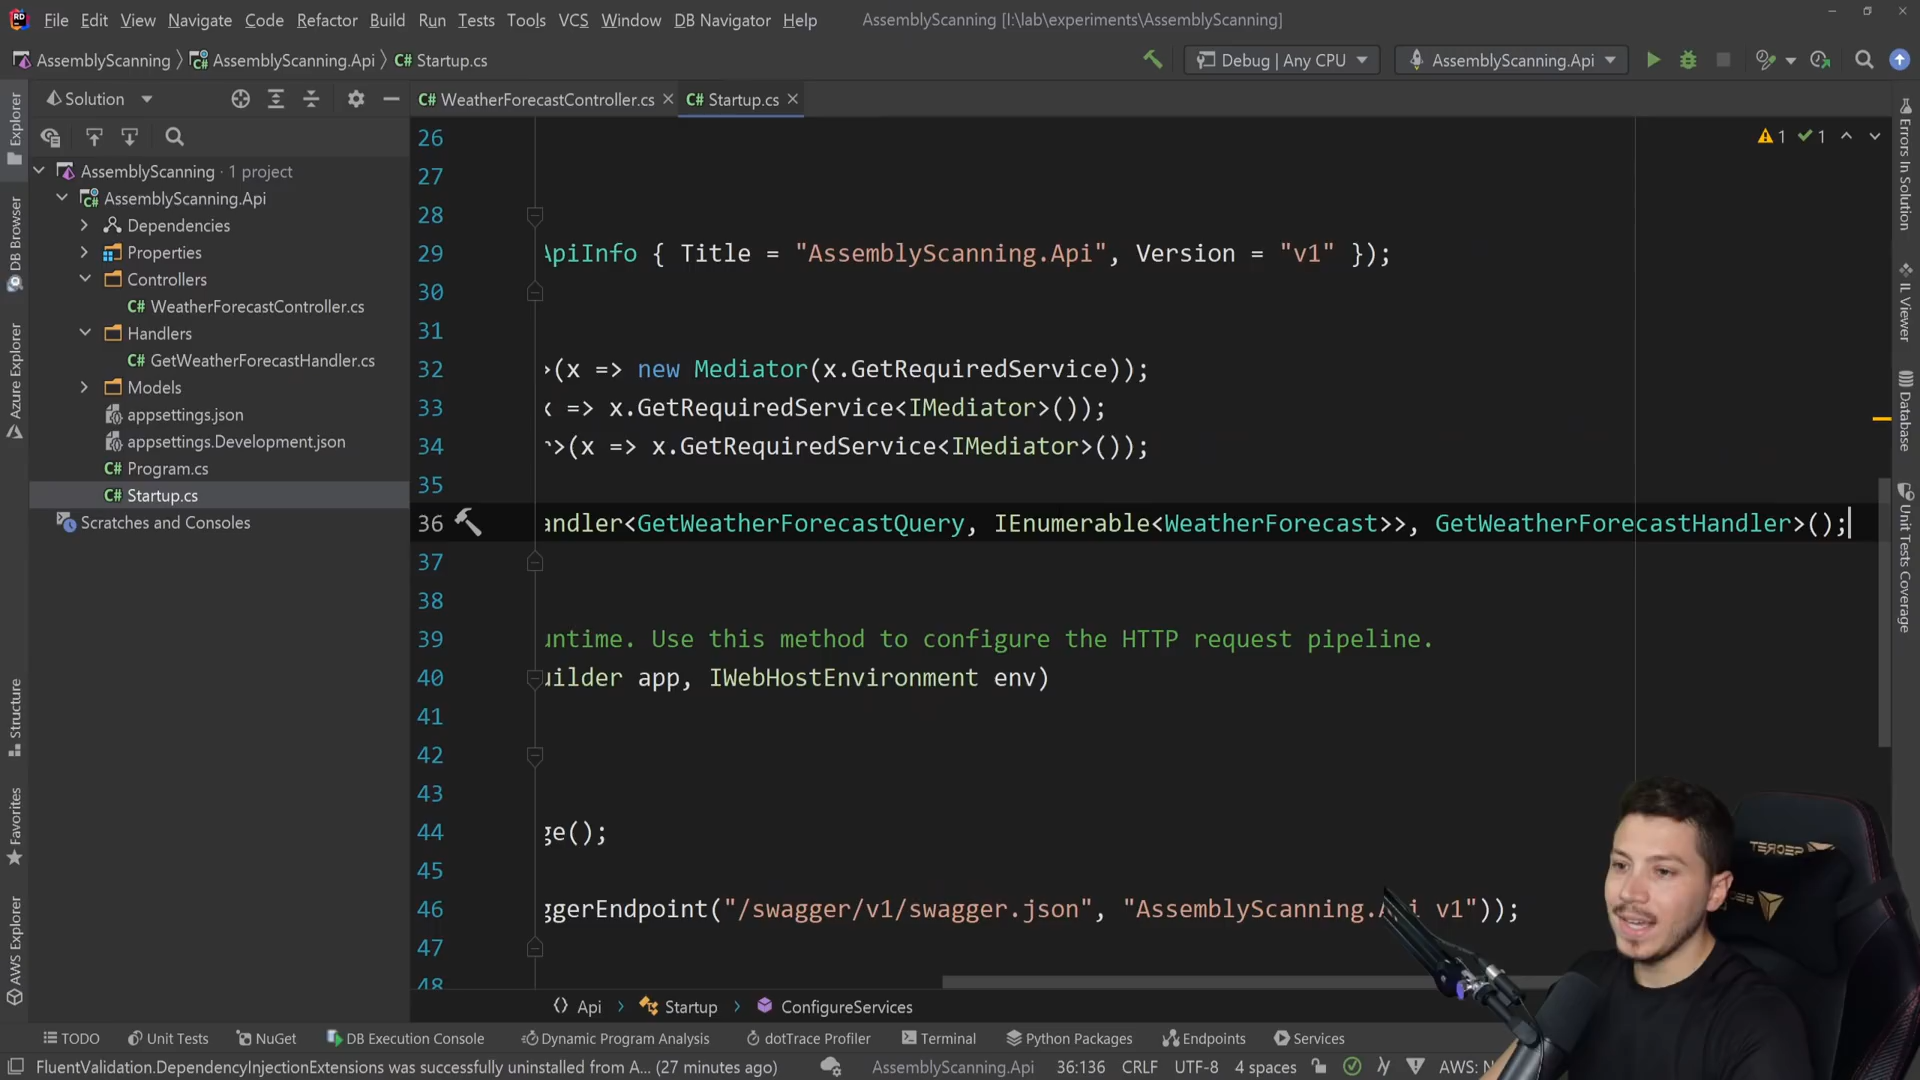 File Edit View Navigate Code Refactor Build Run Tests Tools VCS Window DB Navigator Help AssemblyScanning [I:\lab\experiments\AssemblyScanning]
AssemblyScanning AssemblyScanning.Api C# Startup.cs Debug | Any CPU AssemblyScanning.Api
Solution
C# WeatherForecastController.cs C# Startup.cs
AssemblyScanning · 1 project
AssemblyScanning.Api
Dependencies
Properties
Controllers
C# WeatherForecastController.cs
Handlers
C# GetWeatherForecastHandler.cs
Models
appsettings.json
appsettings.Development.json
C# Program.cs
C# Startup.cs
Scratches and Consoles
Explorer
DB Browser
Azure Explorer
Structure
Favorites
AWS Explorer
1 1
26
27
28
29 ApiInfo { Title = "AssemblyScanning.Api", Version = "v1" });
30
31
32 >(x => new Mediator(x.GetRequiredService));
33 x => x.GetRequiredService<IMediator>());
34 r>(x => x.GetRequiredService<IMediator>());
35
36 andler<GetWeatherForecastQuery, IEnumerable<WeatherForecast>>, GetWeatherForecastHandler>();
37
38
39 untime. Use this method to configure the HTTP request pipeline.
40 uilder app, IWebHostEnvironment env)
41
42
43
44 ge();
45
46 ggerEndpoint("/swagger/v1/swagger.json", "AssemblyScanning.Api v1"));
47
48
Errors In Solution
IL Viewer
Database
Unit Tests Coverage
SECRET
Api Startup ConfigureServices
TODO Unit Tests NuGet DB Execution Console Dynamic Program Analysis dotTrace Profiler Terminal Python Packages Endpoints Services
FluentValidation.DependencyInjectionExtensions was successfully uninstalled from A... (27 minutes ago) AssemblyScanning.Api 36:136 CRLF UTF-8 4 spaces AWS: N